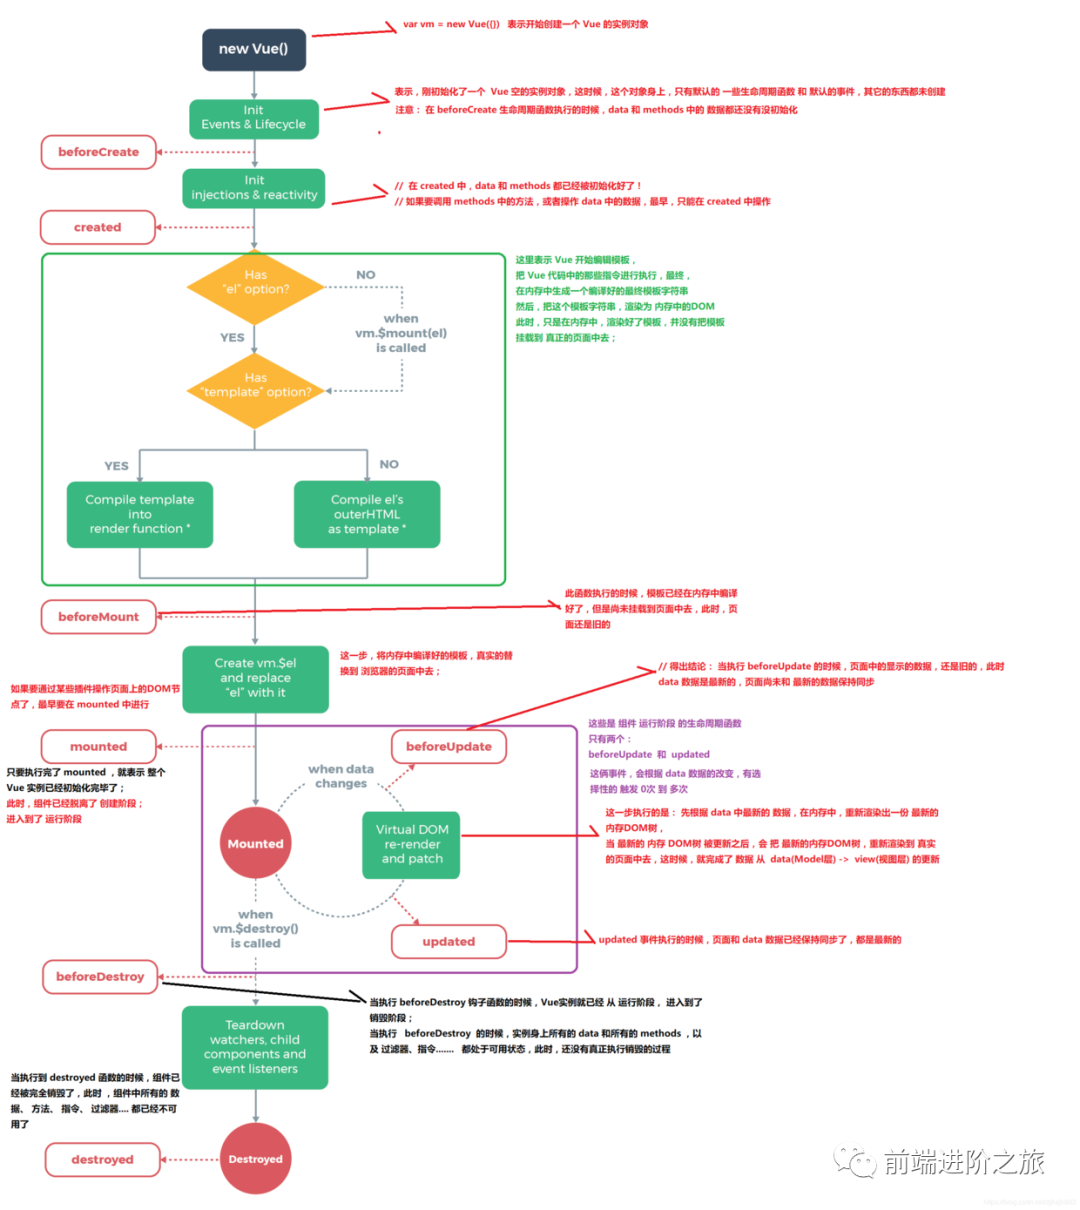 var vm = new Vue({}) 表示开始创建一个 Vue 的实例对象
new Vue()
表示，刚初始化了一个 Vue 空的实例对象，这时候，这个对象身上，只有默认的 一些生命周期函数 和 默认的事件，其它的东西都未创建
注意： 在 beforeCreate 生命周期函数执行的时候，data 和 methods 中的 数据都还没有没初始化
Init
Events & Lifecycle
beforeCreate
Init
injections & reactivity
// 在 created 中，data 和 methods 都已经被初始化好了！
// 如果要调用 methods 中的方法，或者操作 data 中的数据，最早，只能在 created 中操作
created
这里表示 Vue 开始编辑模板，
把 Vue 代码中的那些指令进行执行，最终，
在内存中生成一个编译好的最终模板字符串
然后，把这个模板字符串，渲染为 内存中的DOM
此时，只是在内存中，渲染好了模板，并没有把模板
挂载到 真正的页面中去；
Has
"el" option?
NO
when
vm.$mount(el)
is called
YES
Has
"template" option?
YES
NO
Compile template
into
render function *
Compile el's
outerHTML
as template *
beforeMount
此函数执行的时候，模板已经在内存中编译
好了，但是尚未挂载到页面中去，此时，页
面还是旧的
Create vm.$el
and replace
"el" with it
这一步，将内存中编译好的模板，真实的替
换到 浏览器的页面中去；
如果要通过某些插件操作页面上的DOM节
点了，最早要在 mounted 中进行
// 得出结论： 当执行 beforeUpdate 的时候，页面中的显示的数据，还是旧的，此时
data 数据是最新的，页面尚未和 最新的数据保持同步
mounted
只要执行完了 mounted ，就表示 整个
Vue 实例已经初始化完毕了；
此时，组件已经脱离了 创建阶段；
进入到了 运行阶段
beforeUpdate
这些是 组件 运行阶段 的生命周期函数
只有两个：
beforeUpdate 和 updated
这俩事件，会根据 data 数据的改变，有选
择性的 触发 0次 到 多次
when data
changes
Mounted
Virtual DOM
re-render
and patch
这一步执行的是： 先根据 data 中最新的 数据，在内存中，重新渲染出一份 最新的
内存DOM树，
当 最新的 内存 DOM树 被更新之后，会 把 最新的内存DOM树，重新渲染到 真实
的页面中去，这时候，就完成了 数据 从 data(Model层) -> view(视图层) 的更新
when
vm.$destroy()
is called
updated
updated 事件执行的时候，页面和 data 数据已经保持同步了，都是最新的
beforeDestroy
当执行 beforeDestroy 钩子函数的时候，Vue实例就已经 从 运行阶段， 进入到了
销毁阶段；
当执行 beforeDestroy 的时候，实例身上所有的 data 和所有的 methods ，以
及 过滤器、指令....... 都处于可用状态，此时，还没有真正执行销毁的过程
Teardown
watchers, child
components and
event listeners
当执行到 destroyed 函数的时候，组件已
经被完全销毁了，此时 ，组件中所有的 数
据、 方法、 指令、 过滤器.... 都已经不可
用了
destroyed
Destroyed
前端进阶之旅